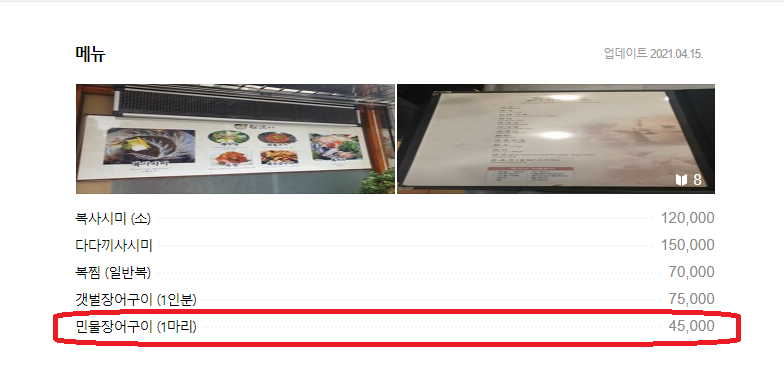 메뉴
업데이트 2021.04.15.
8
복사시미 (소) 120,000
다다끼사시미 150,000
복찜 (일반복) 70,000
갯벌장어구이 (1인분) 75,000
민물장어구이 (1마리) 45,000